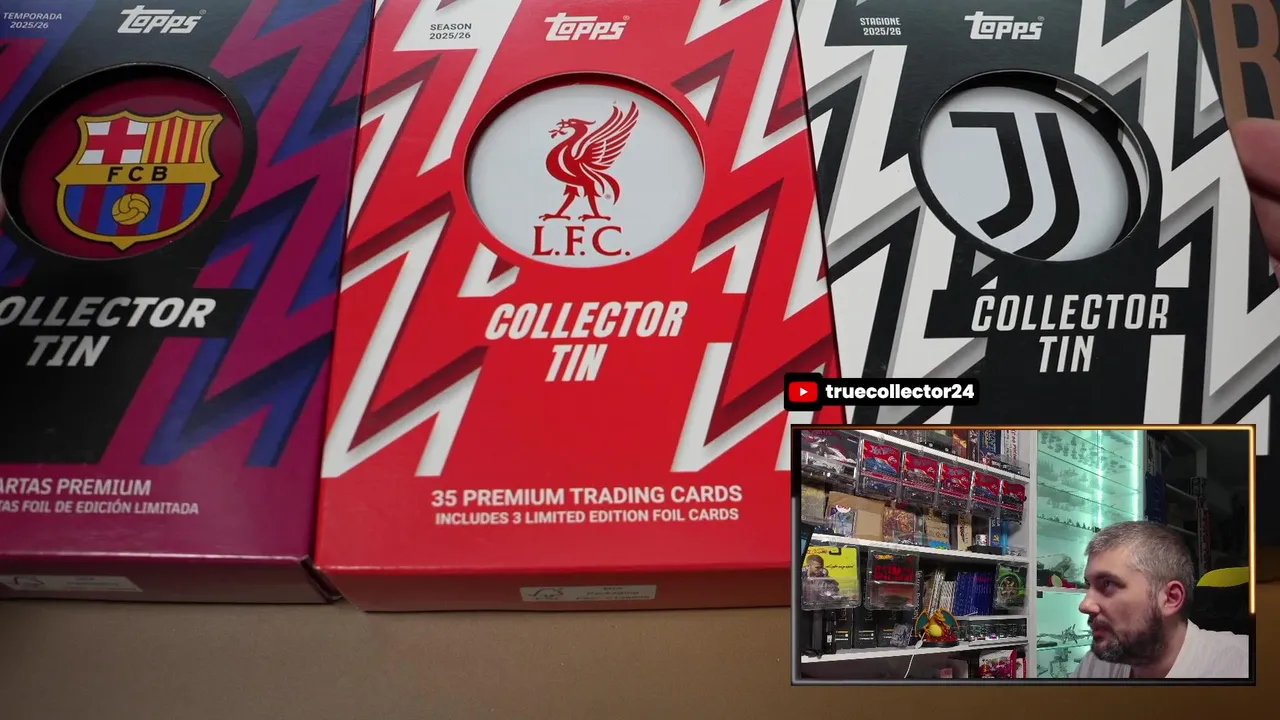 TEMPORADA
2025/26
Topps
FCB
OLLECTOR
TIN
ARTAS PREMIUM
TAS FOIL DE EDICIÓN LIMITADA
SEASON
2025/26
Topps
L.F.C.
COLLECTOR
TIN
35 PREMIUM TRADING CARDS
INCLUDES 3 LIMITED EDITION FOIL CARDS
STAGIONE
2025/26
Topps
COLLECTOR
TIN
R
truecollector24